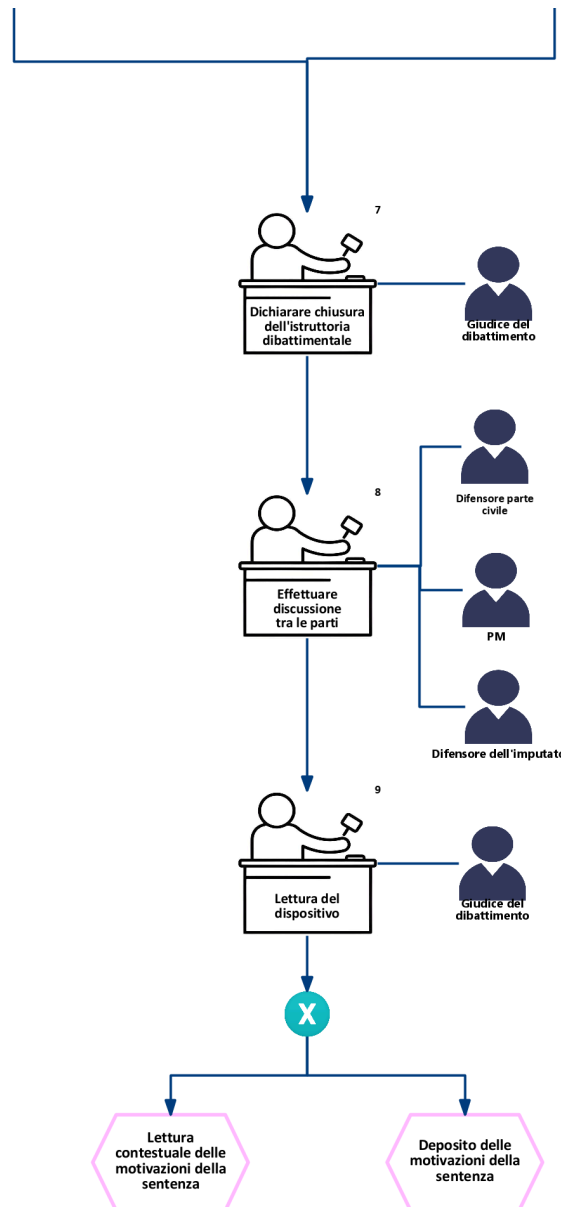 7
Dichiarare chiusura
dell'istruttoria
dibattimentale
Giudice del
dibattimento
8
Effettuare
discussione
tra le parti
Difensore parte
civile
PM
Difensore dell'imputato
9
Lettura del
dispositivo
Giudice del
dibattimento
X
Lettura
contestuale delle
motivazioni della
sentenza
Deposito delle
motivazioni della
sentenza